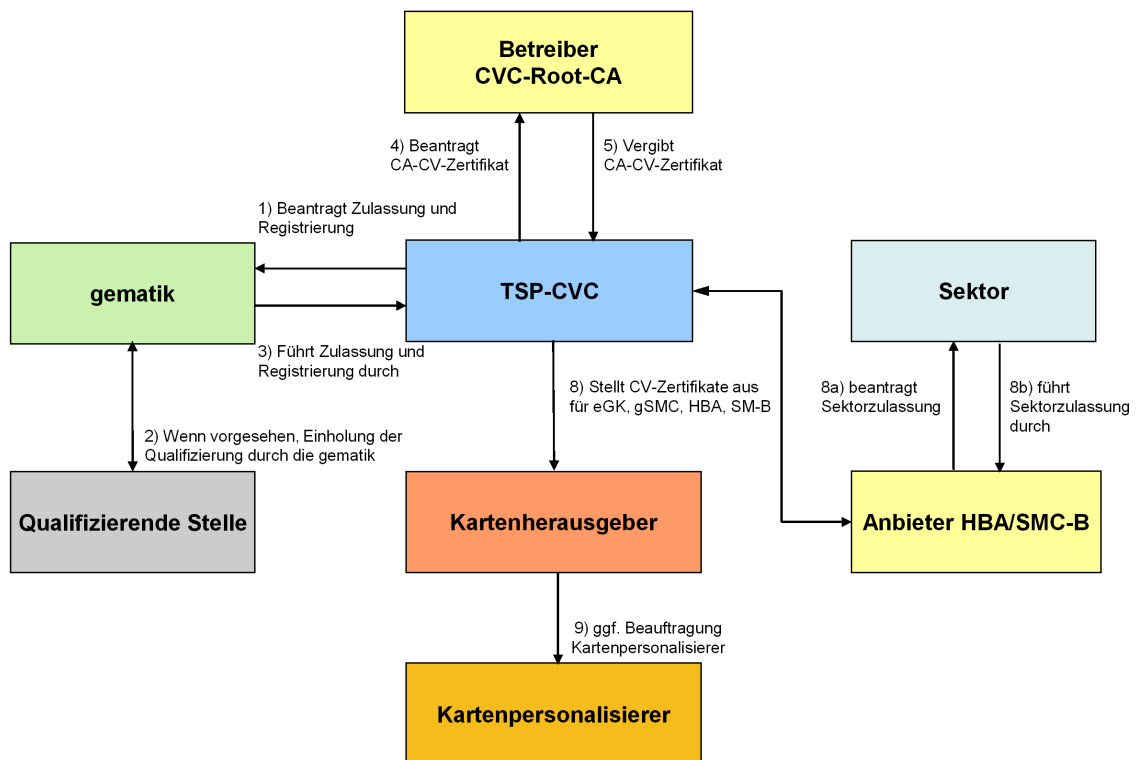 Betreiber
CVC-Root-CA
4) Beantragt
CA-CV-Zertifikat
5) Vergibt
CA-CV-Zertifikat
1) Beantragt Zulassung und
Registrierung
gematik
TSP-CVC
Sektor
3) Führt Zulassung und
Registrierung durch
8) Stellt CV-Zertifikate aus
für eGK, gSMC, HBA, SM-B
8a) beantragt
Sektorzulassung
8b) führt
Sektorzulassung
durch
2) Wenn vorgesehen, Einholung der
Qualifizierung durch die gematik
Qualifizierende Stelle
Kartenherausgeber
Anbieter HBA/SMC-B
9) ggf. Beauftragung
Kartenpersonalisierer
Kartenpersonalisierer